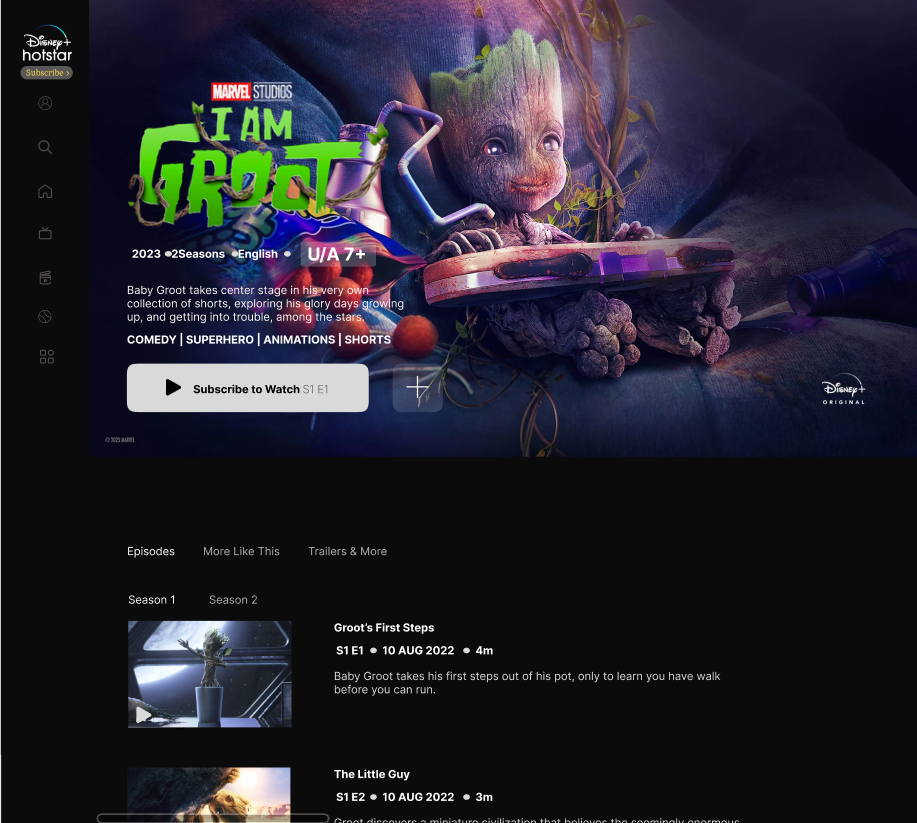 Disney+
hotstar
Subscribe >
MARVEL STUDIOS
I AM
GROOT
2023 •2Seasons •English • U/A 7+
Baby Groot takes center stage in his very own
collection of shorts, exploring his glory days growing
up, and getting into trouble, among the stars.
COMEDY | SUPERHERO | ANIMATIONS | SHORTS
Subscribe to Watch S1 E1
Disney+
ORIGINAL
© 2023 MARVEL
Episodes More Like This Trailers & More
Season 1 Season 2
Groot's First Steps
S1 E1 • 10 AUG 2022 • 4m
Baby Groot takes his first steps out of his pot, only to learn you have walk
before you can run.
The Little Guy
S1 E2 • 10 AUG 2022 • 3m
Groot discovers a miniature civilization that believes the seemingly enormous